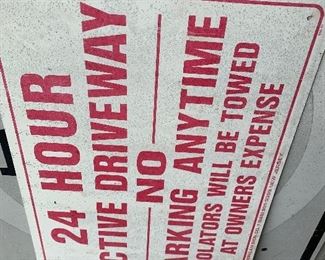 24 HOUR
CTIVE DRIVEWAY
NO
ARKING ANYTIME
OLATORS WILL BE TOWED
AT OWNERS EXPENSE